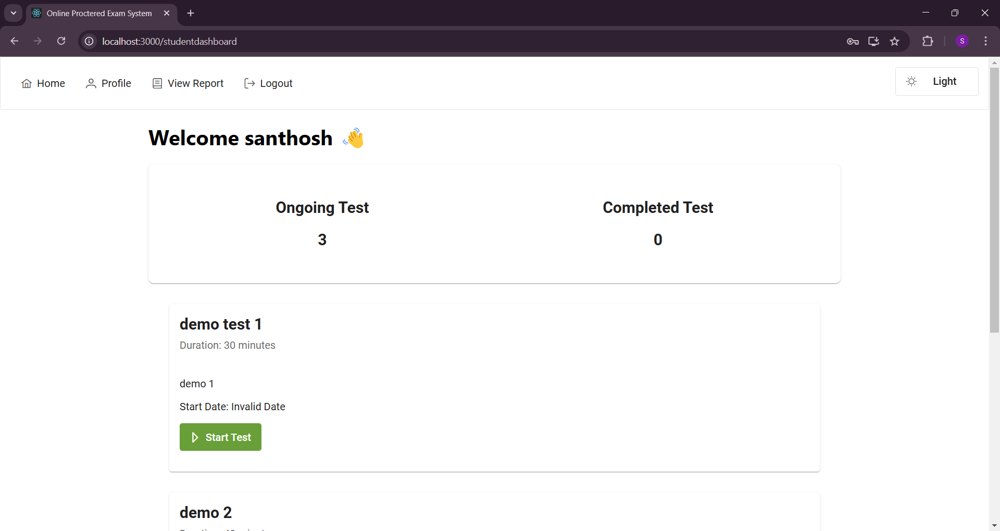 Online Proctered Exam System
localhost:3000/studentdashboard
S
Home Profile View Report Logout Light
Welcome santhosh 👋
Ongoing Test Completed Test
3 0
demo test 1
Duration: 30 minutes
demo 1
Start Date: Invalid Date
Start Test
demo 2